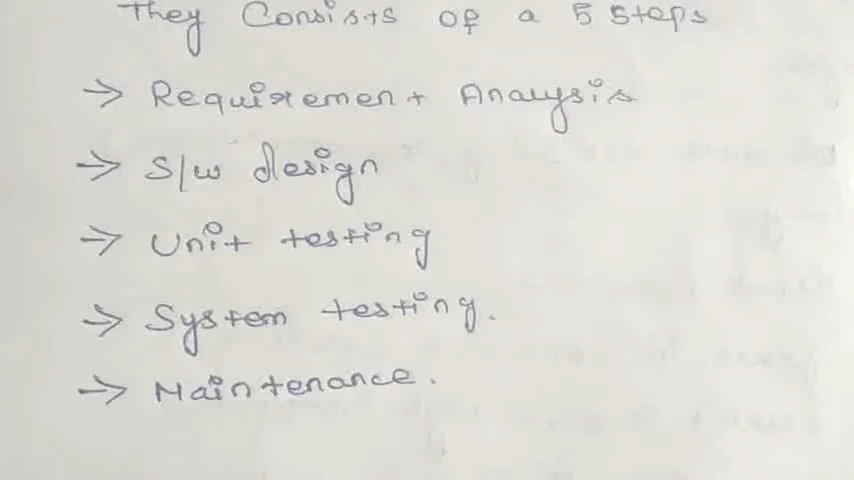 They Consists of a 5 Steps
→ Requirement Analysis
→ S/w design
→ Unit testing
→ System testing.
→ Maintenance.